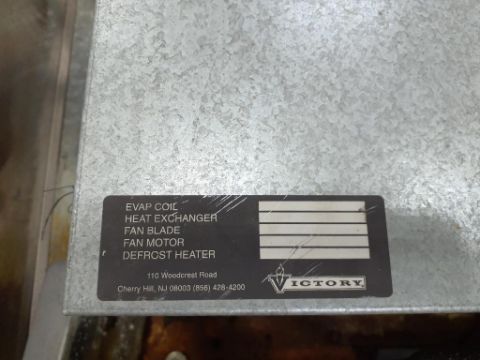 EVAP COIL
HEAT EXCHANGER
FAN BLADE
FAN MOTOR
DEFROST HEATER
110 Woodcrest Road
Cherry Hill, NJ 08003 (856) 428-4200
VICTORY